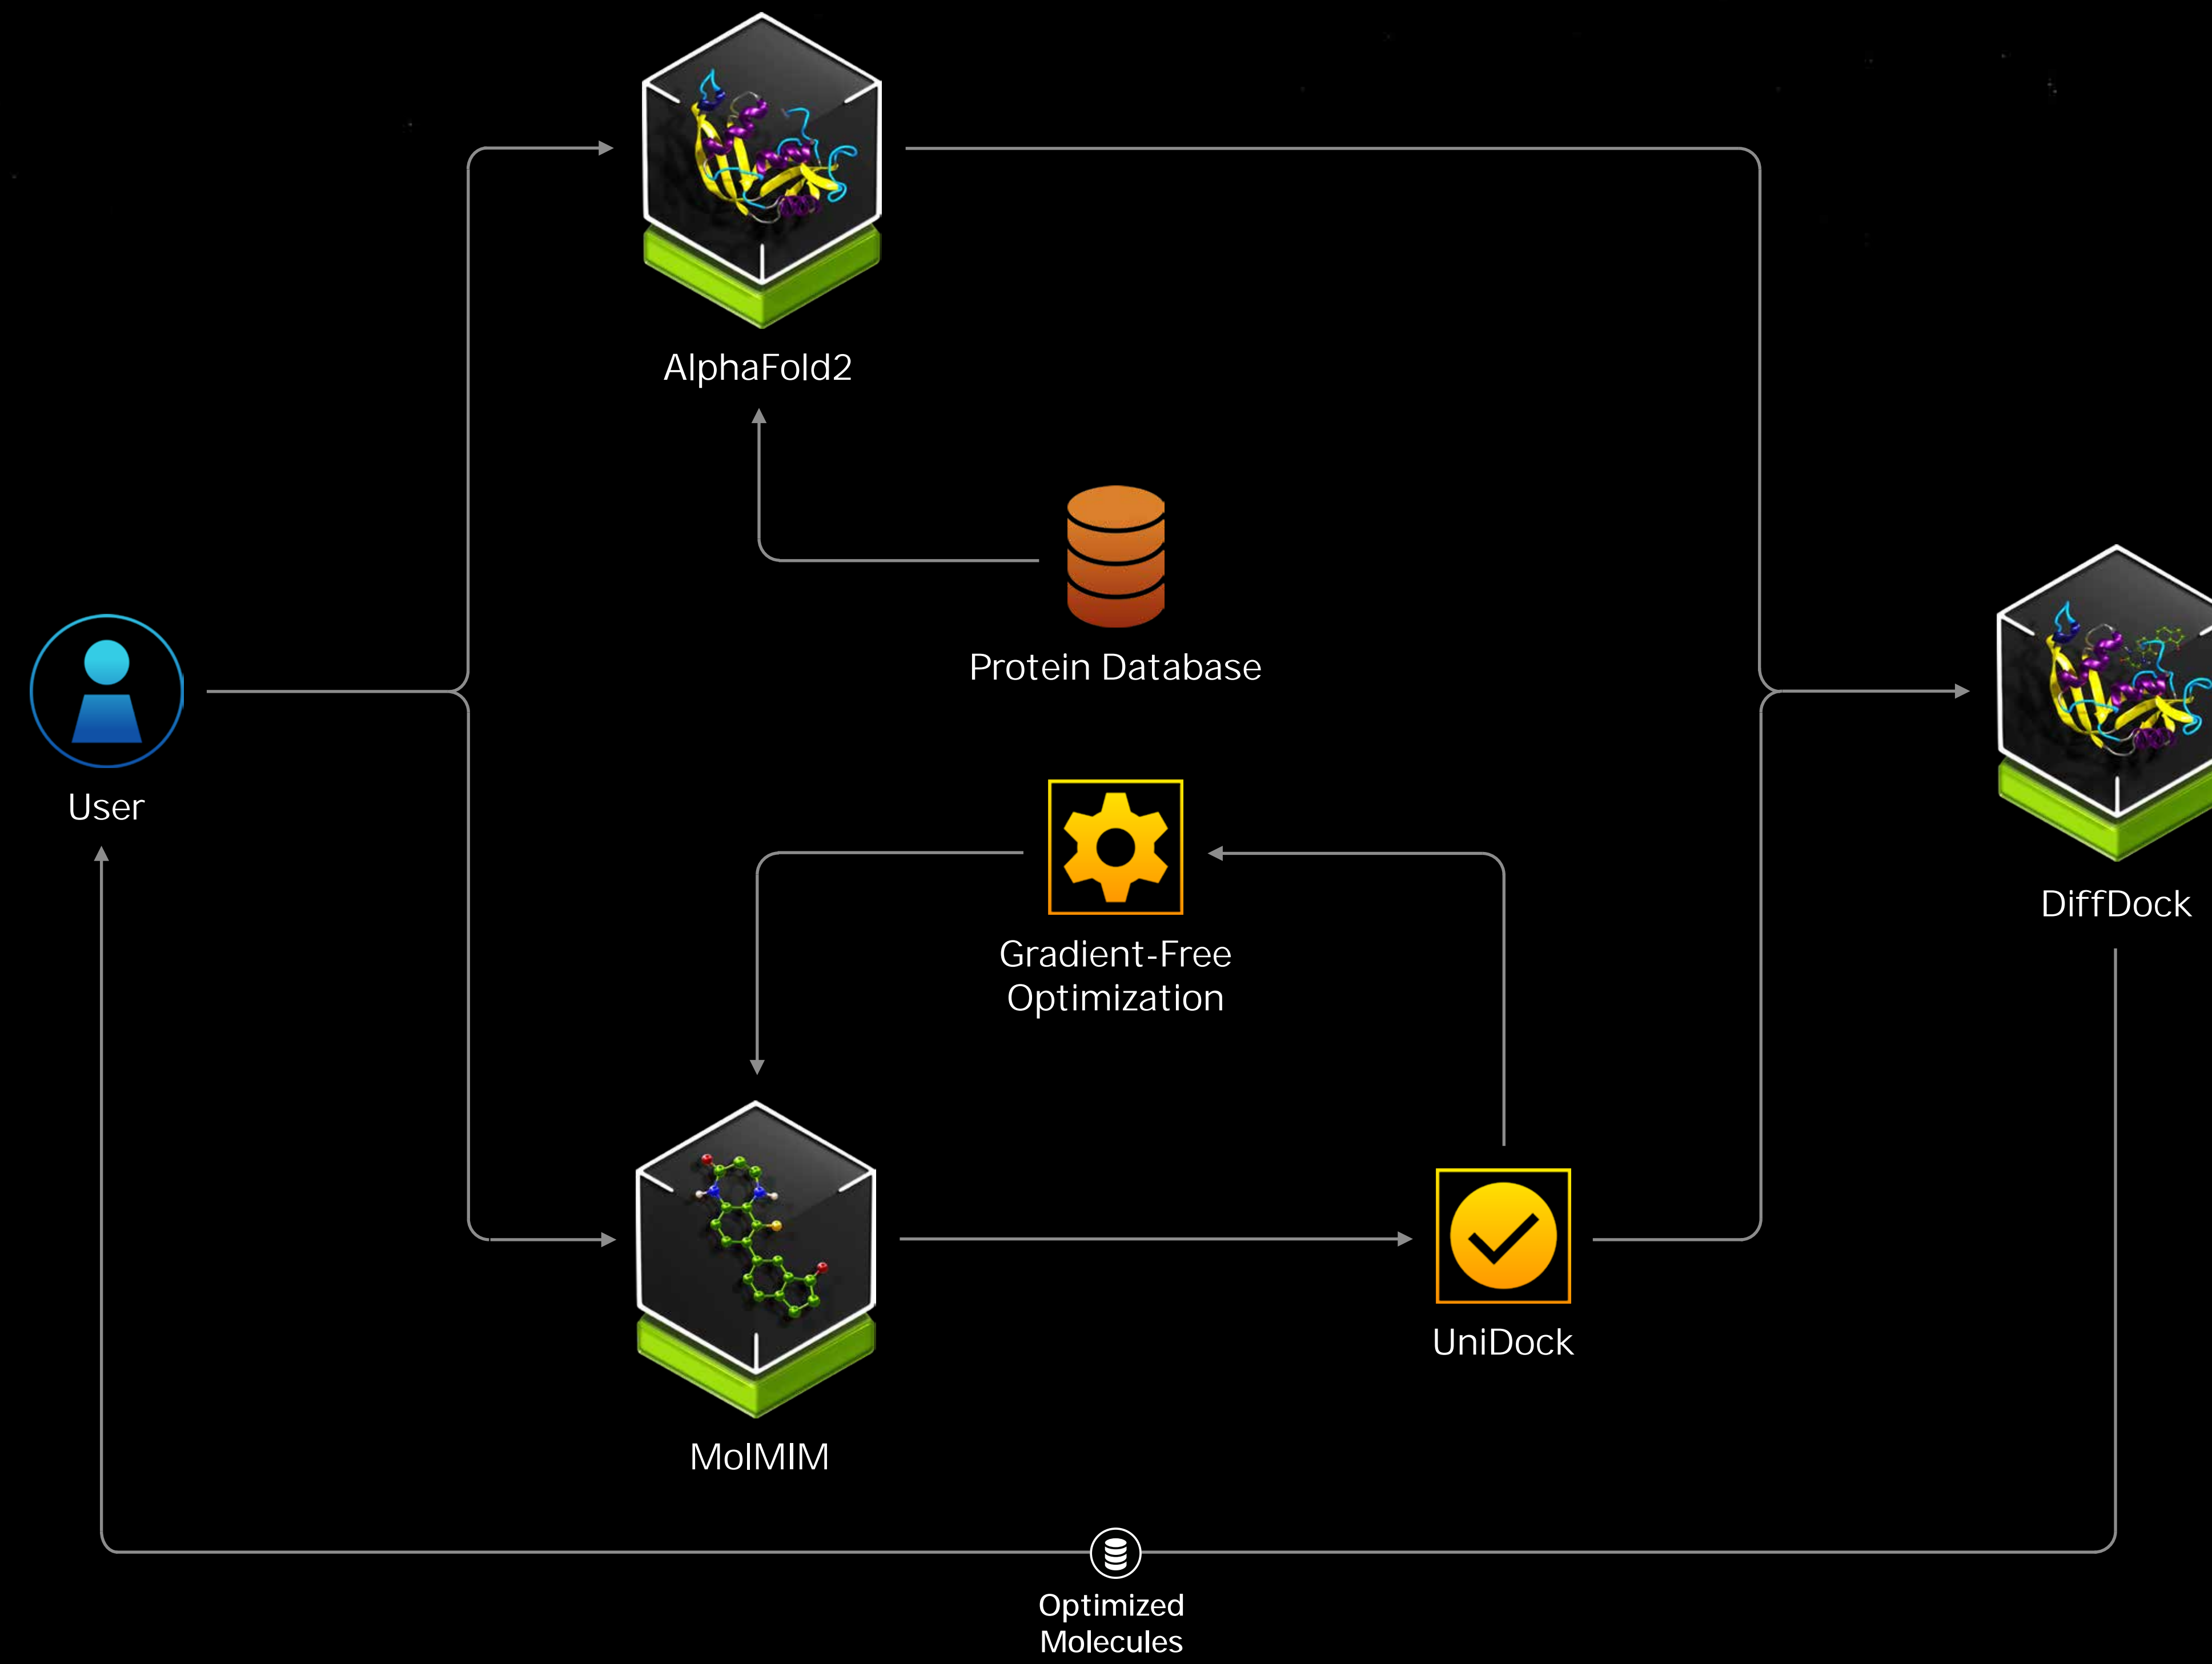 AlphaFold2
Protein Database
User
Gradient-Free
Optimization
DiffDock
UniDock
MolMIM
Optimized
Molecules